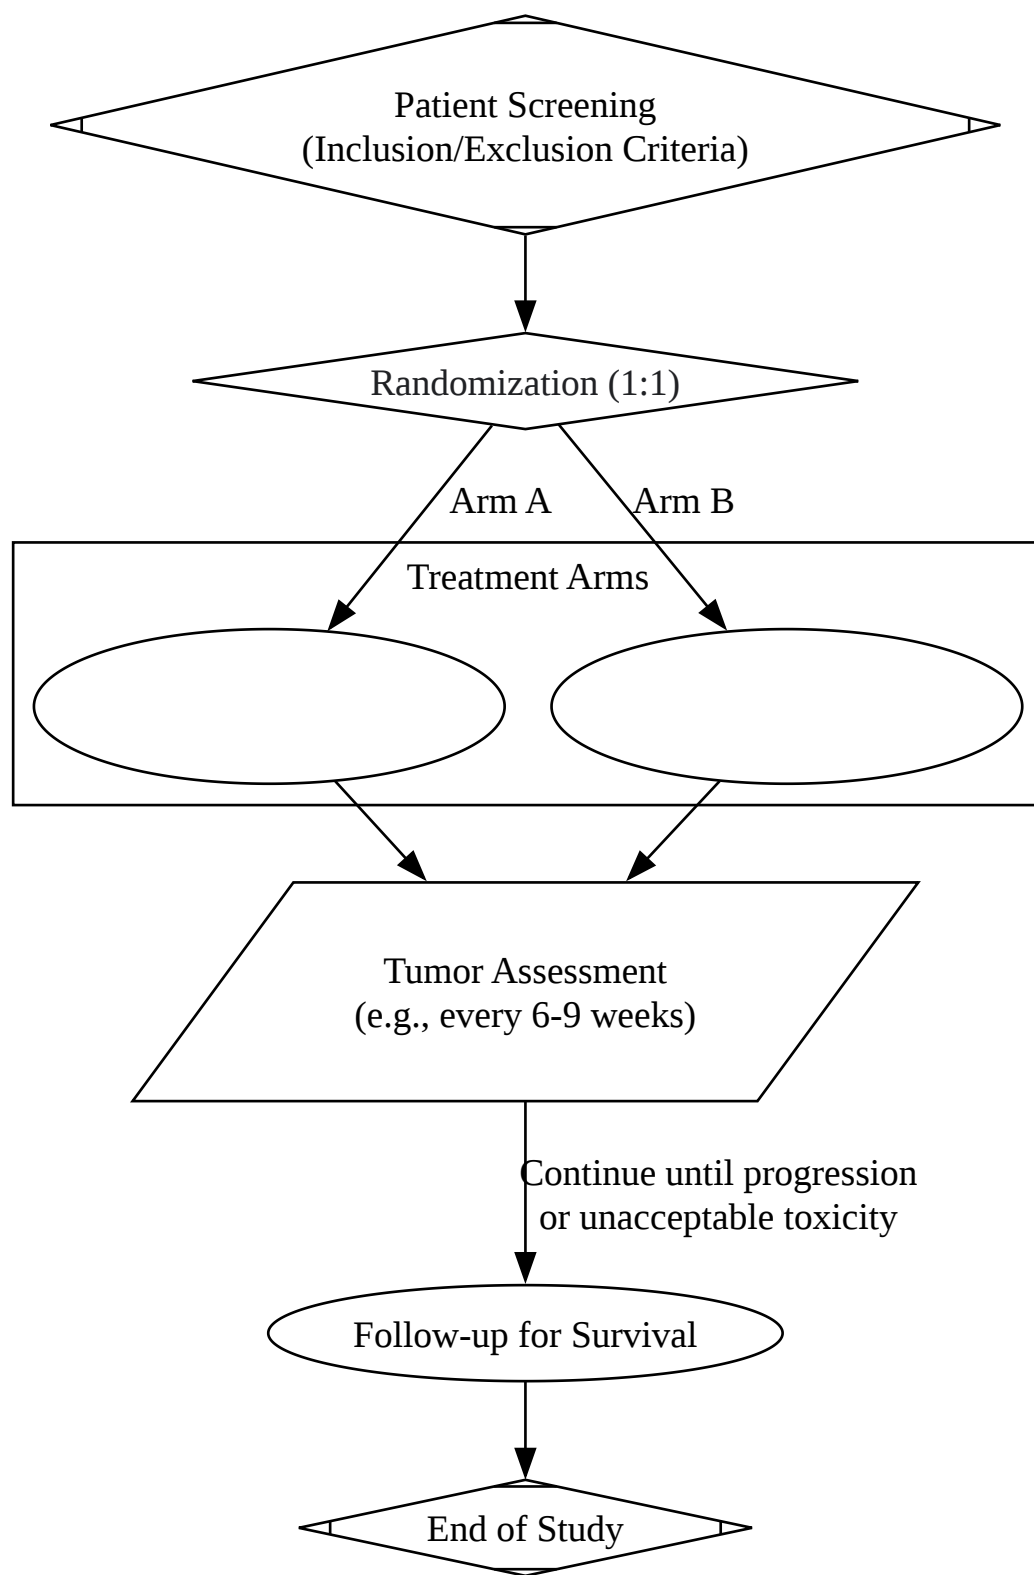 Patient Screening
(Inclusion/Exclusion Criteria)
Randomization (1:1)
Arm A
Arm B
Treatment Arms
Tumor Assessment
(e.g., every 6-9 weeks)
Continue until progression
or unacceptable toxicity
Follow-up for Survival
End of Study